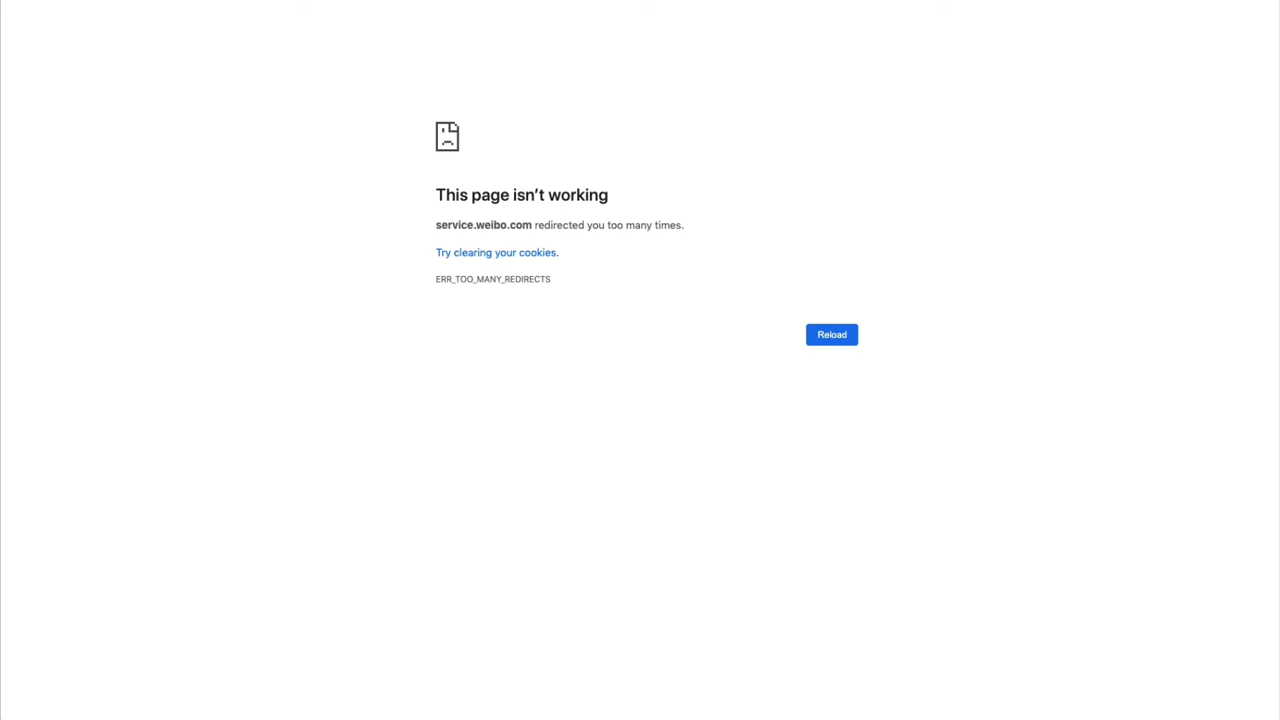 This page isn’t working
service.weibo.com redirected you too many times.
Try clearing your cookies.
ERR_TOO_MANY_REDIRECTS
Reload